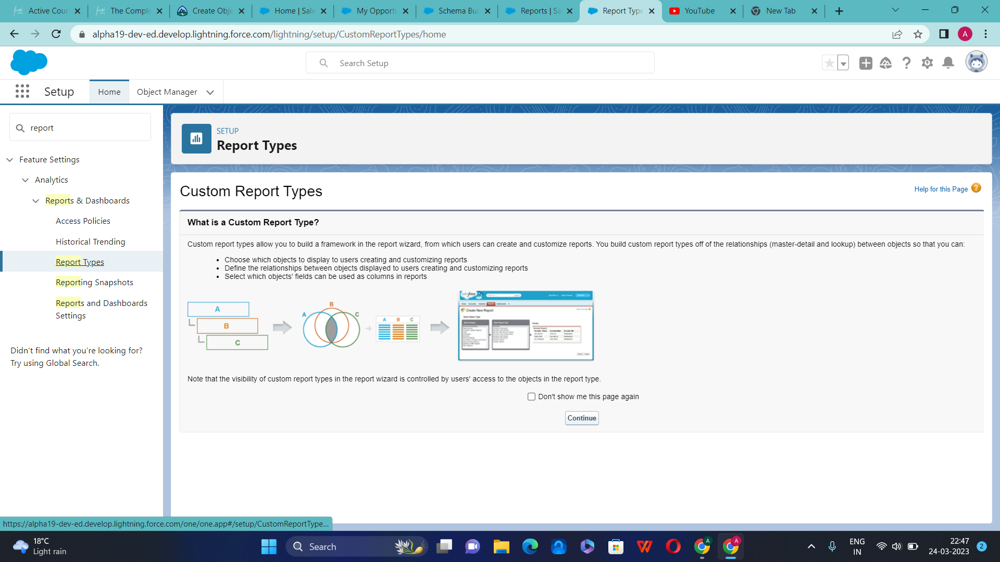 Active Cour
The Comple
Create Obje
Home | Sale
My Opportu
Schema Bui
Reports | Sa
Report Type
YouTube
New Tab
alpha19-dev-ed.develop.lightning.force.com/lightning/setup/CustomReportTypes/home
A
Search Setup
Setup
Home
Object Manager
report
Feature Settings
Analytics
Reports & Dashboards
Access Policies
Historical Trending
Report Types
Reporting Snapshots
Reports and Dashboards
Settings
Didn't find what you're looking for?
Try using Global Search.
SETUP
Report Types
Custom Report Types
Help for this Page
What is a Custom Report Type?
Custom report types allow you to build a framework in the report wizard, from which users can create and customize reports. You build custom report types off of the relationships (master-detail and lookup) between objects so that you can:
• Choose which objects to display to users creating and customizing reports
• Define the relationships between objects displayed to users creating and customizing reports
• Select which objects' fields can be used as columns in reports
A
B
C
A
B
C
A B C
Create New Report
Note that the visibility of custom report types in the report wizard is controlled by users' access to the objects in the report type.
Don't show me this page again
Continue
https://alpha19-dev-ed.develop.lightning.force.com/one/one.app#/setup/CustomReportType...
18°C
Light rain
Search
A
A
ENG
IN
22:47
24-03-2023
2